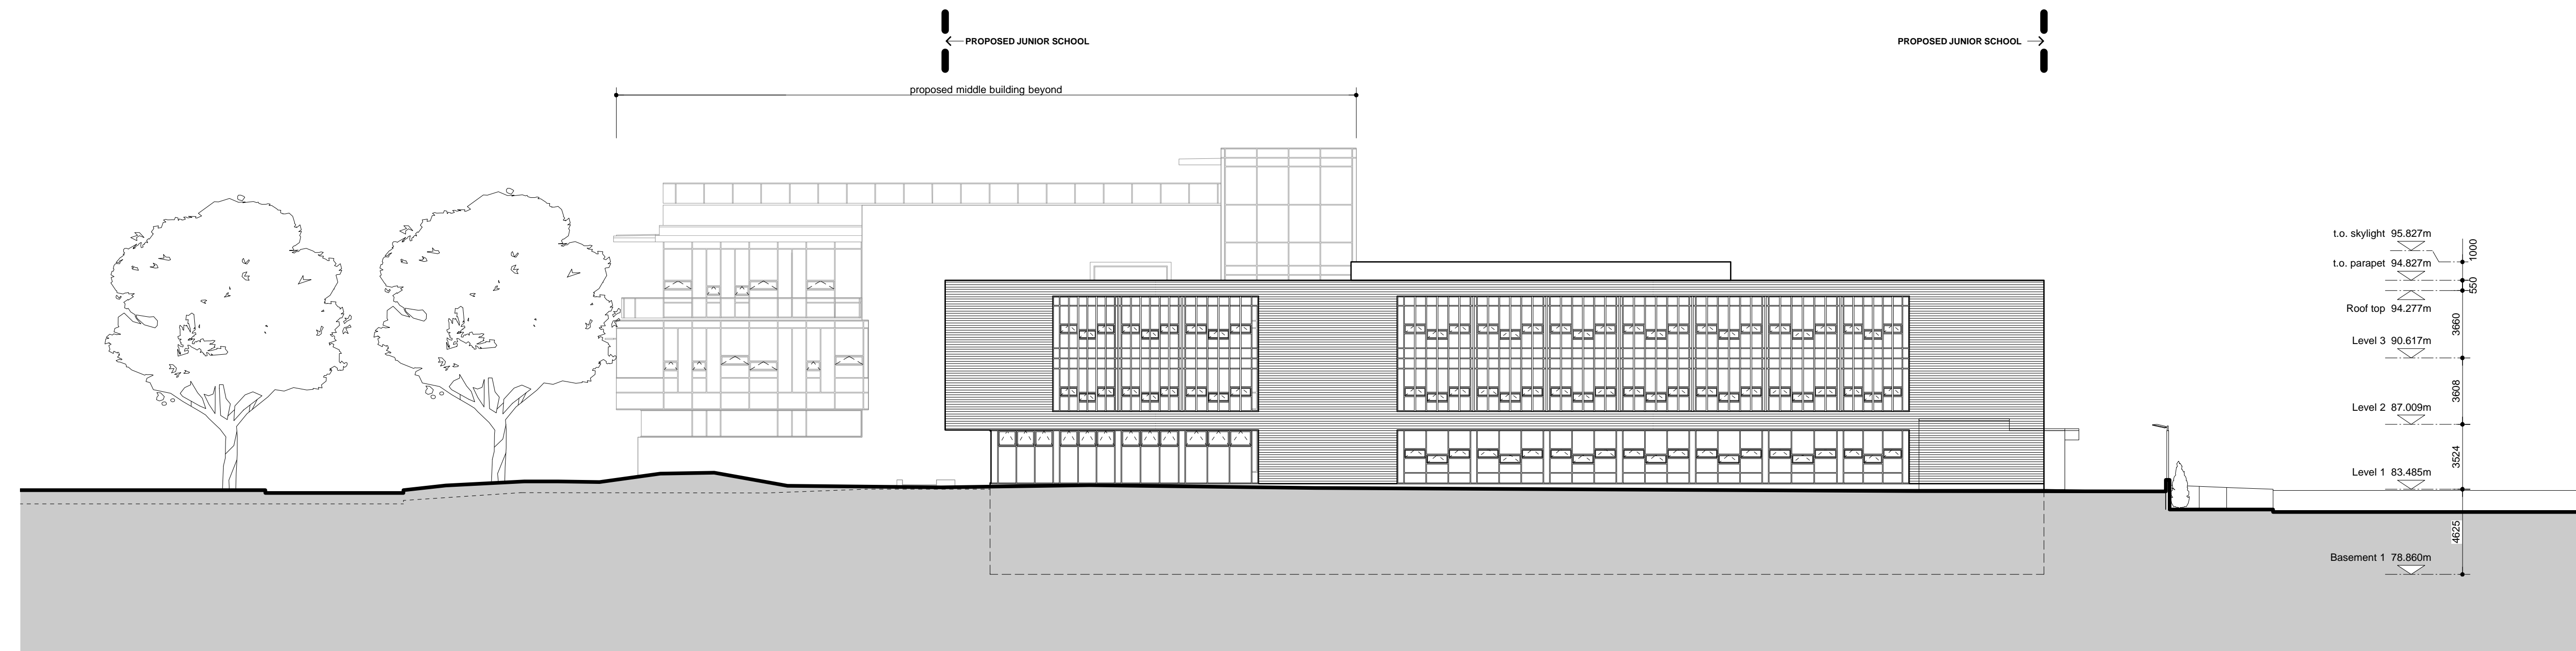 PROPOSED JUNIOR SCHOOL
PROPOSED JUNIOR SCHOOL
proposed middle building beyond
t.o. skylight 95.827m
1000
t.o. parapet 94.827m
550
Roof top 94.277m
3660
Level 3 90.617m
3608
Level 2 87.009m
3524
Level 1 83.485m
4625
Basement 1 78.860m